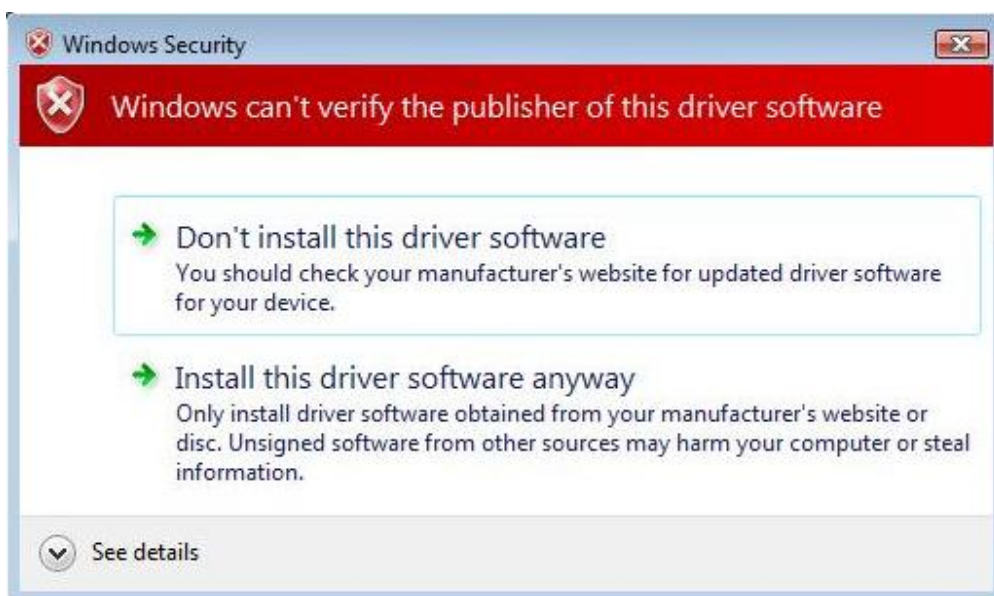 Windows Security
Windows can't verify the publisher of this driver software
Don't install this driver software
You should check your manufacturer's website for updated driver software
for your device.
Install this driver software anyway
Only install driver software obtained from your manufacturer's website or
disc. Unsigned software from other sources may harm your computer or steal
information.
See details